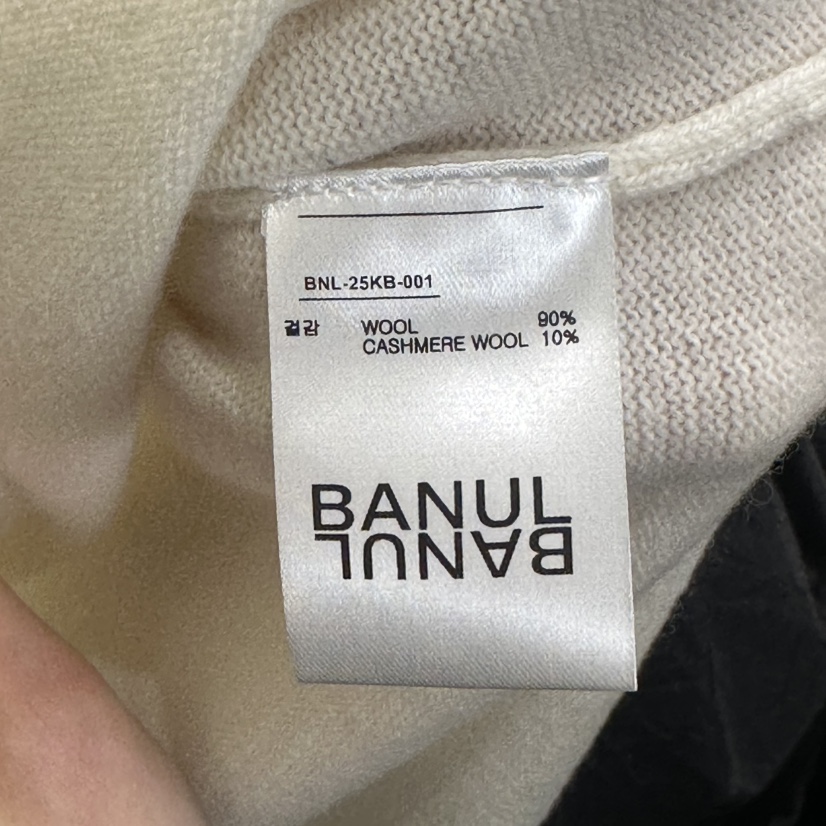 BNL-25KB-001
겉감 WOOL 90%
CASHMERE WOOL 10%
BANUL
BANUL